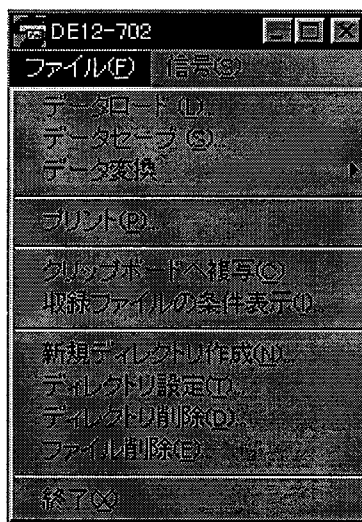 DE12-702
ファイル(F) 信号(S)
データロード(L)...
データセーブ(S)...
データ変換
プリント(P)...
クリップボードへ複写(C)
収録ファイルの条件表示(I)...
新規ディレクトリ作成(N)...
ディレクトリ設定(T)...
ディレクトリ削除(D)...
ファイル削除(E)...
終了(X)